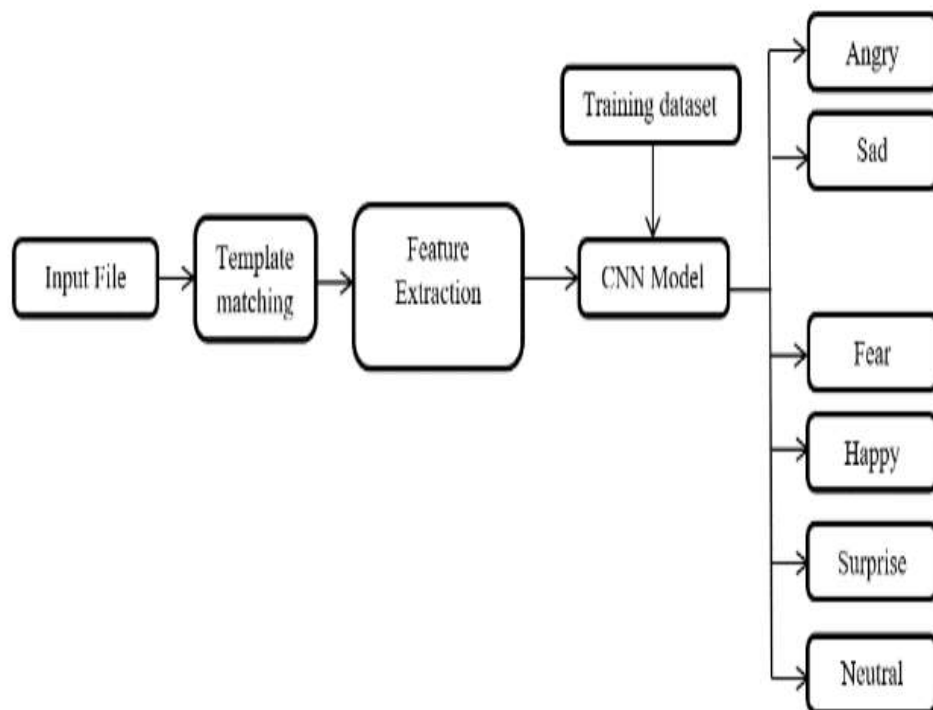 Angry
Training dataset
Sad
Input File
Template
matching
Feature
Extraction
CNN Model
Fear
Happy
Surprise
Neutral